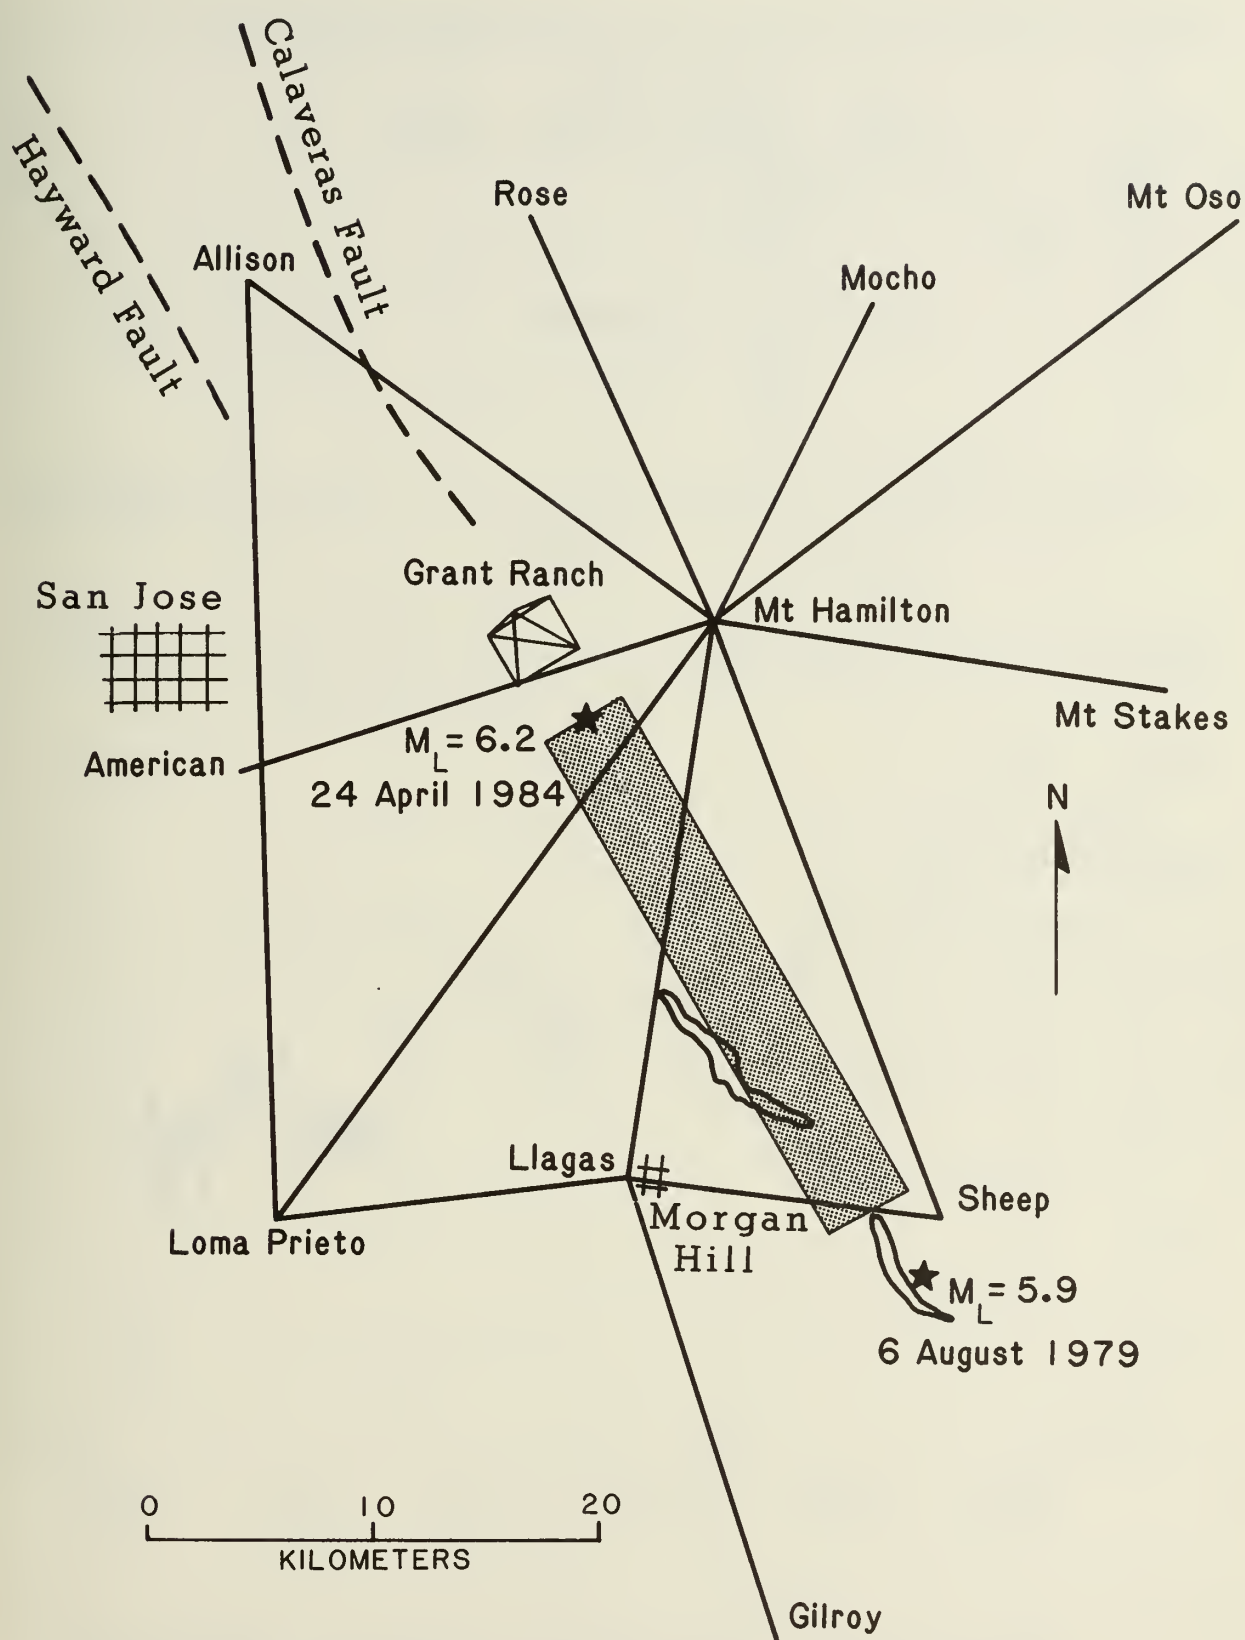 Calaveras Fault
Hayward Fault
Rose
Mt Oso
Allison
Mocho
Grant Ranch
San Jose
Mt Hamilton
Mt Stakes
American
M_L = 6.2
24 April 1984
N
Llagas
Sheep
Morgan
Hill
Loma Prieto
M_L = 5.9
6 August 1979
0 10 20
KILOMETERS
Gilroy